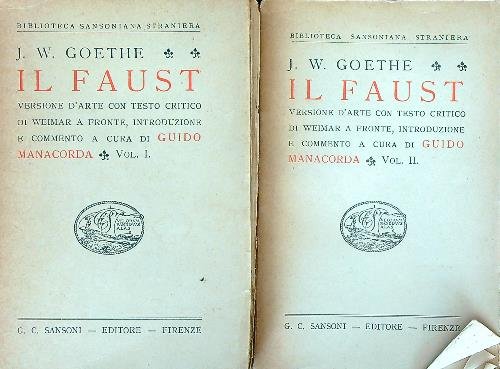 BIBLIOTECA SANSONIANA STRANIERA
J. W. GOETHE
IL FAUST
VERSIONE D'ARTE CON TESTO CRITICO
DI WEIMAR A FRONTE, INTRODUZIONE
E COMMENTO A CURA DI GUIDO
MANACORDA VOL. I.
G. C. SANSONI — EDITORE — FIRENZE
BIBLIOTECA SANSONIANA STRANIERA
J. W. GOETHE
IL FAUST
VERSIONE D'ARTE CON TESTO CRITICO
DI WEIMAR A FRONTE, INTRODUZIONE
E COMMENTO A CURA DI GUIDO
MANACORDA VOL. II.
G. C. SANSONI — EDITORE — FIRENZE